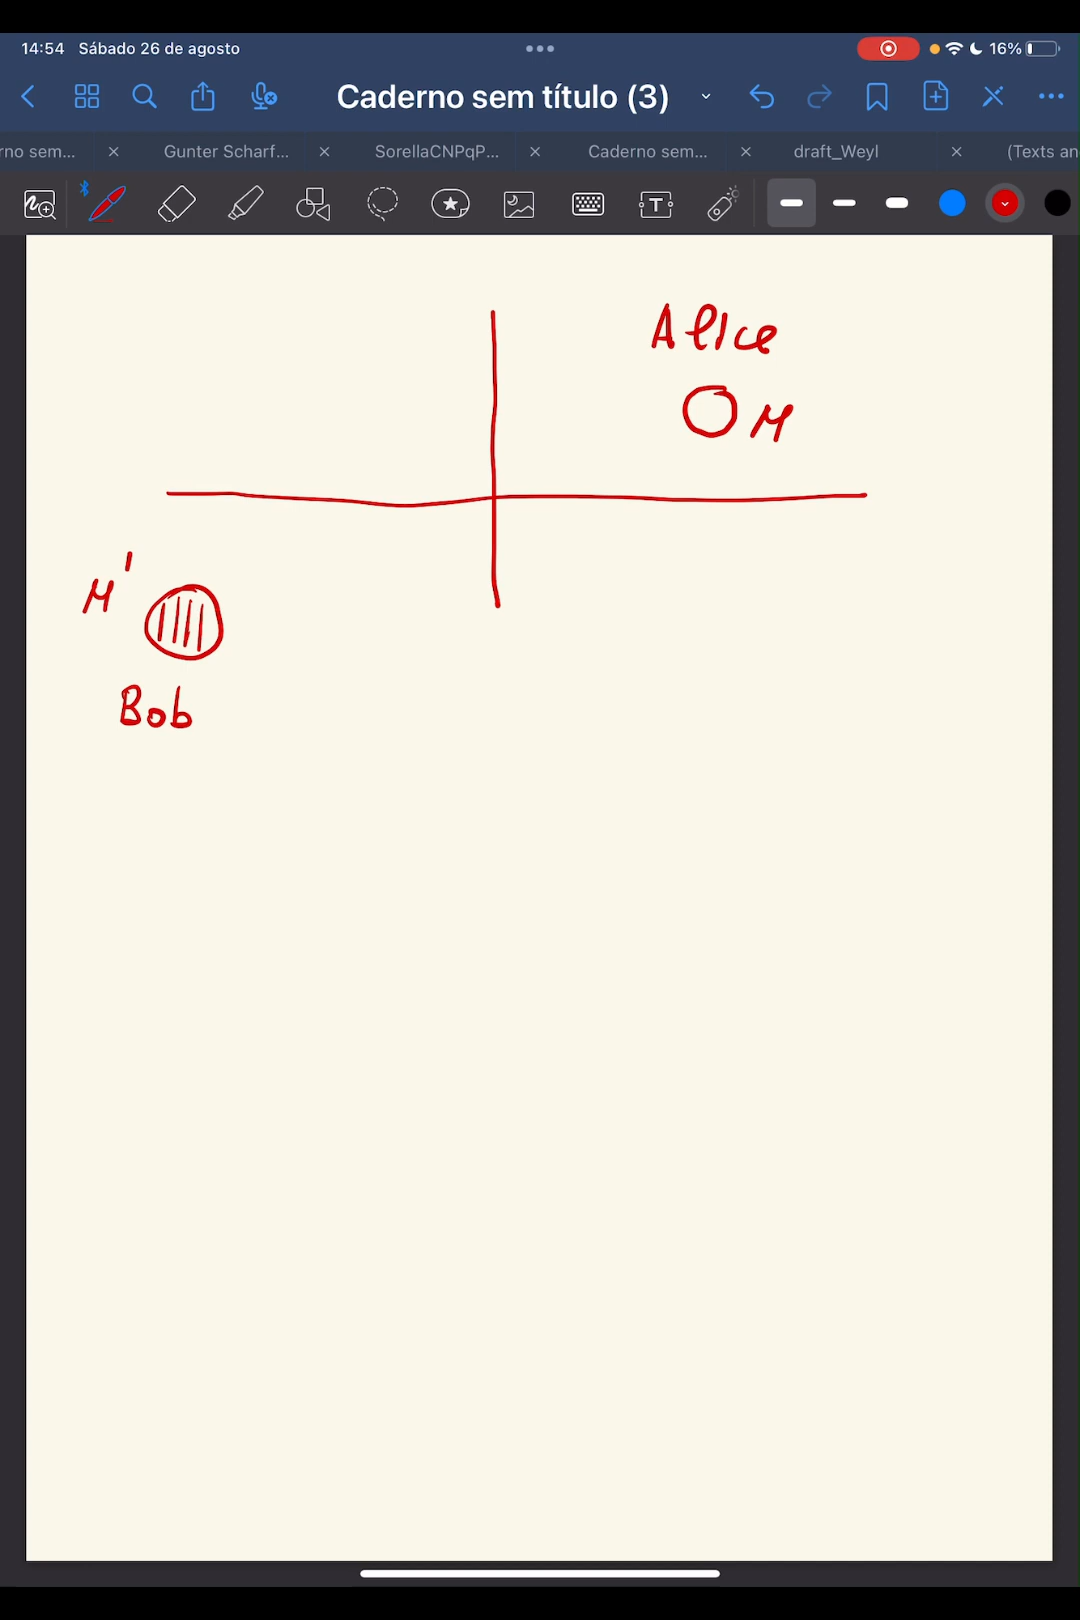 14:54 Sábado 26 de agosto
16%
Caderno sem título (3)
rno sem...
Gunter Scharf...
SorellaCNPqP...
Caderno sem...
draft_Weyl
(Texts an
T
Alice
M
M'
Bob